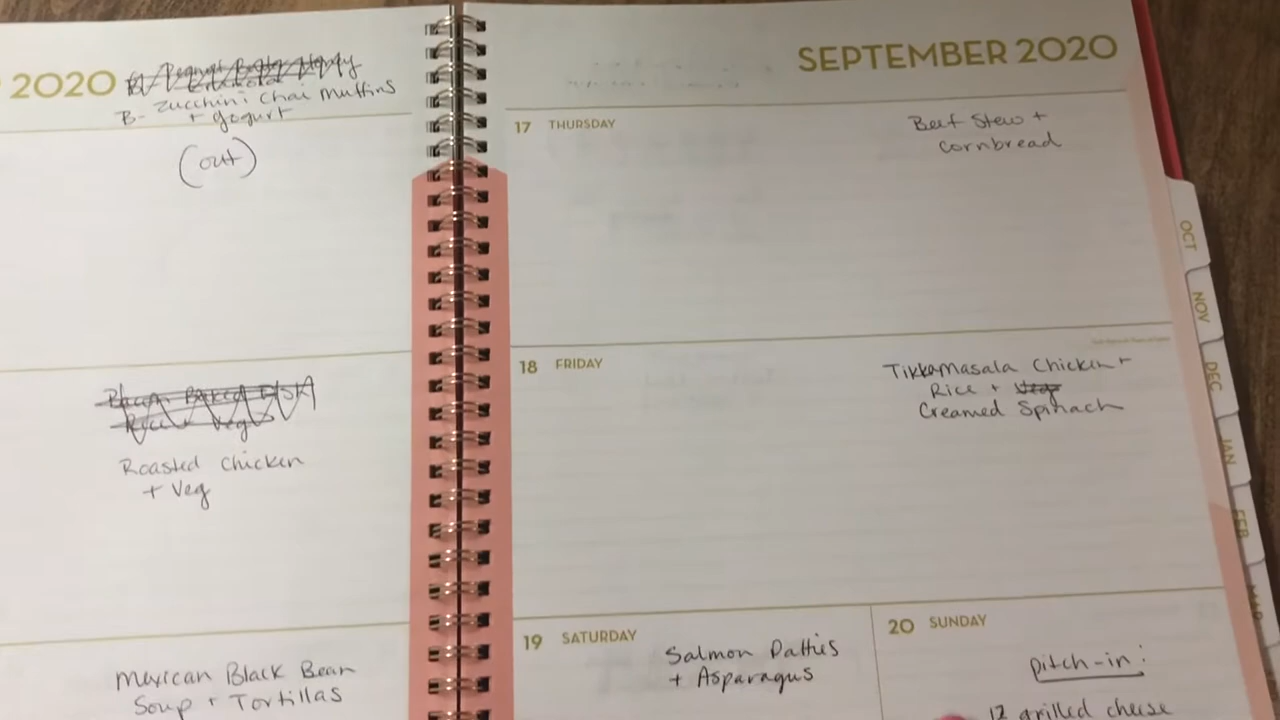 2020
B- Zucchini Chai Muffins
+ yogurt
(out)
Roasted Chicken
+ Veg
Mexican Black Bean
Soup + Tortillas
SEPTEMBER 2020
17 THURSDAY
Beef Stew +
Cornbread
18 FRIDAY
Tikkamasala Chicken +
Rice + Veg
Creamed Spinach
19 SATURDAY
Salmon Patties
+ Asparagus
20 SUNDAY
pitch-in:
12 grilled cheese
OCT
NOV
DEC
JAN
FEB